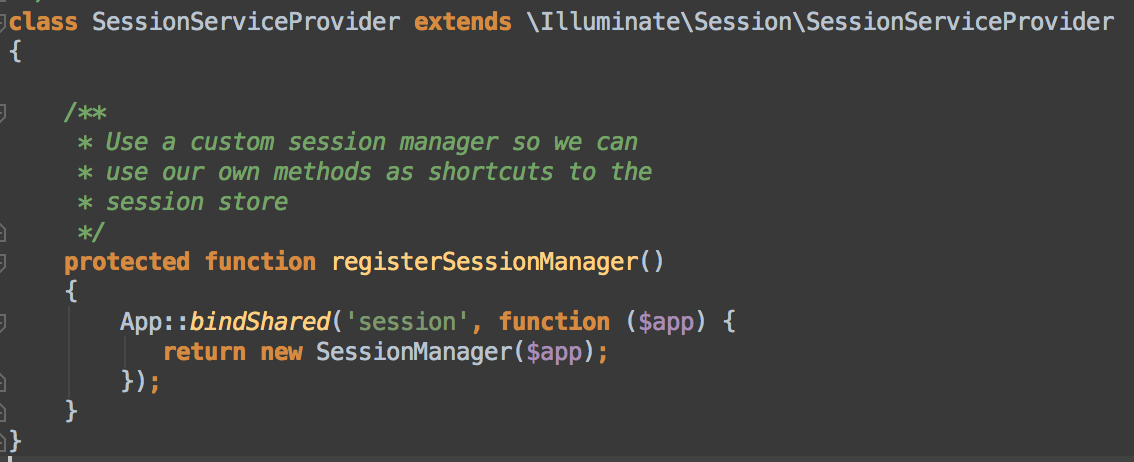 class SessionServiceProvider extends \Illuminate\Session\SessionServiceProvider
{
/**
* Use a custom session manager so we can
* use our own methods as shortcuts to the
* session store
*/
protected function registerSessionManager()
{
App::bindShared('session', function ($app) {
return new SessionManager($app);
});
}
}